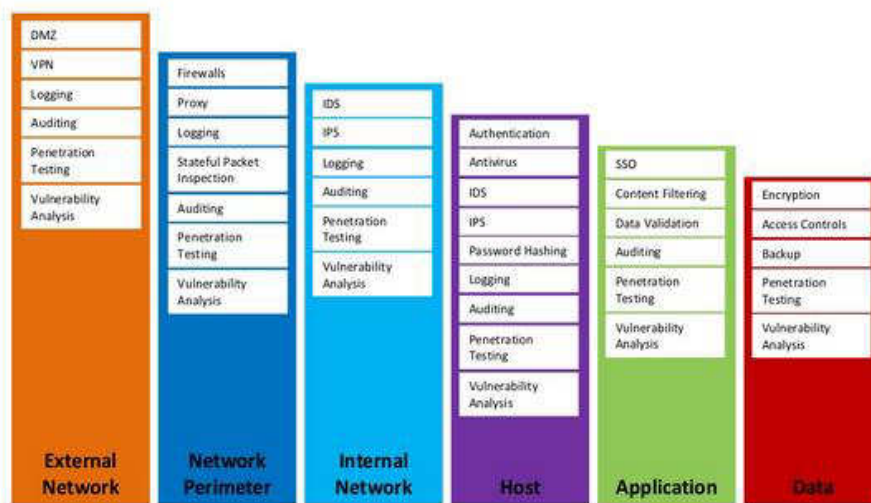 DMZ
VPN
Logging
Auditing
Penetration
Testing
Vulnerability
Analysis
External
Network
Firewalls
Proxy
Logging
Stateful Packet
Inspection
Auditing
Penetration
Testing
Vulnerability
Analysis
Network
Perimeter
IDS
IPS
Logging
Auditing
Penetration
Testing
Vulnerability
Analysis
Internal
Network
Authentication
Antivirus
IDS
IPS
Password Hashing
Logging
Auditing
Penetration
Testing
Vulnerability
Analysis
Host
SSO
Content Filtering
Data Validation
Auditing
Penetration
Testing
Vulnerability
Analysis
Application
Encryption
Access Controls
Backup
Penetration
Testing
Vulnerability
Analysis
Data